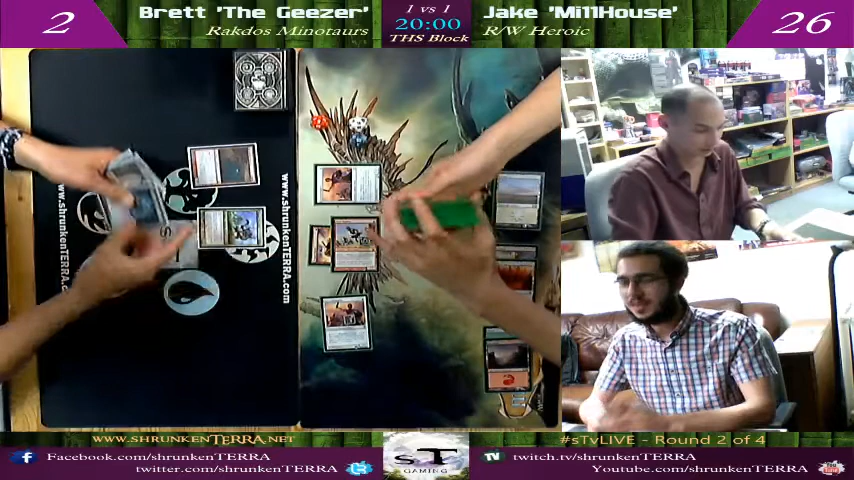 2
Brett 'The Geezer'
Rakdos Minotaurs
1 vs 1
20:00
THS Block
Jake 'Mi11House'
R/W Heroic
26
www.shrunkenTERRA.com
www.shrunkenTERRA.com
WWW.SHRUNKENTERRA.NET
#sTvLIVE - Round 2 of 4
Facebook.com/shrunkenTERRA
twitter.com/shrunkenTERRA
sT
GAMING
twitch.tv/shrunkenTERRA
Youtube.com/shrunkenTERRA